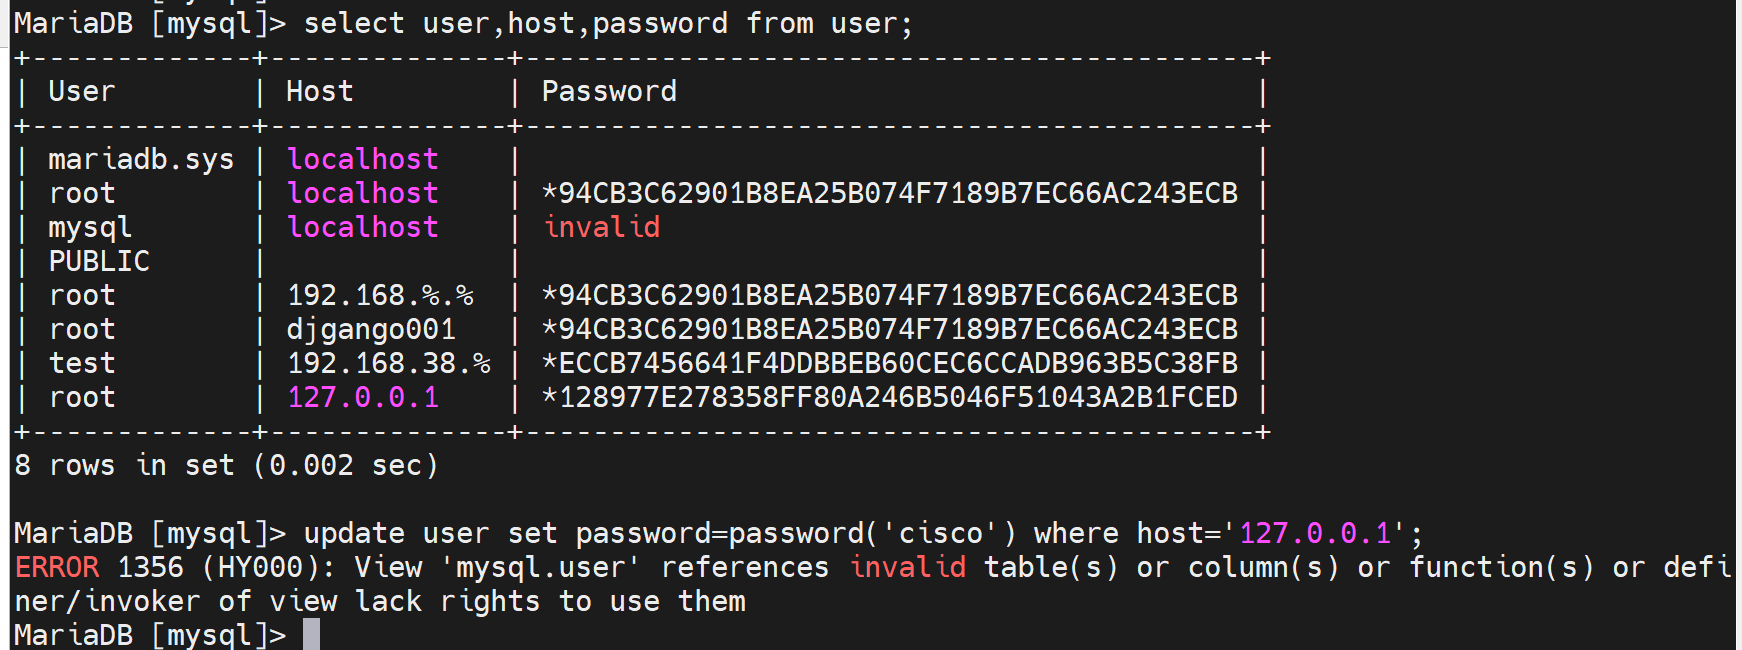 MariaDB [mysql]> select user,host,password from user;
+-------------+--------------+-------------------------------------------+
| User        | Host         | Password                                  |
+-------------+--------------+-------------------------------------------+
| mariadb.sys | localhost    |                                           |
| root        | localhost    | *94CB3C62901B8EA25B074F7189B7EC66AC243ECB |
| mysql       | localhost    | invalid                                   |
| PUBLIC      |              |                                           |
| root        | 192.168.%.%  | *94CB3C62901B8EA25B074F7189B7EC66AC243ECB |
| root        | djgango001   | *94CB3C62901B8EA25B074F7189B7EC66AC243ECB |
| test        | 192.168.38.% | *ECCB7456641F4DDBBEB60CEC6CCADB963B5C38FB |
| root        | 127.0.0.1    | *128977E278358FF80A246B5046F51043A2B1FCED |
+-------------+--------------+-------------------------------------------+
8 rows in set (0.002 sec)
MariaDB [mysql]> update user set password=password('cisco') where host='127.0.0.1';
ERROR 1356 (HY000): View 'mysql.user' references invalid table(s) or column(s) or function(s) or defi
ner/invoker of view lack rights to use them
MariaDB [mysql]>